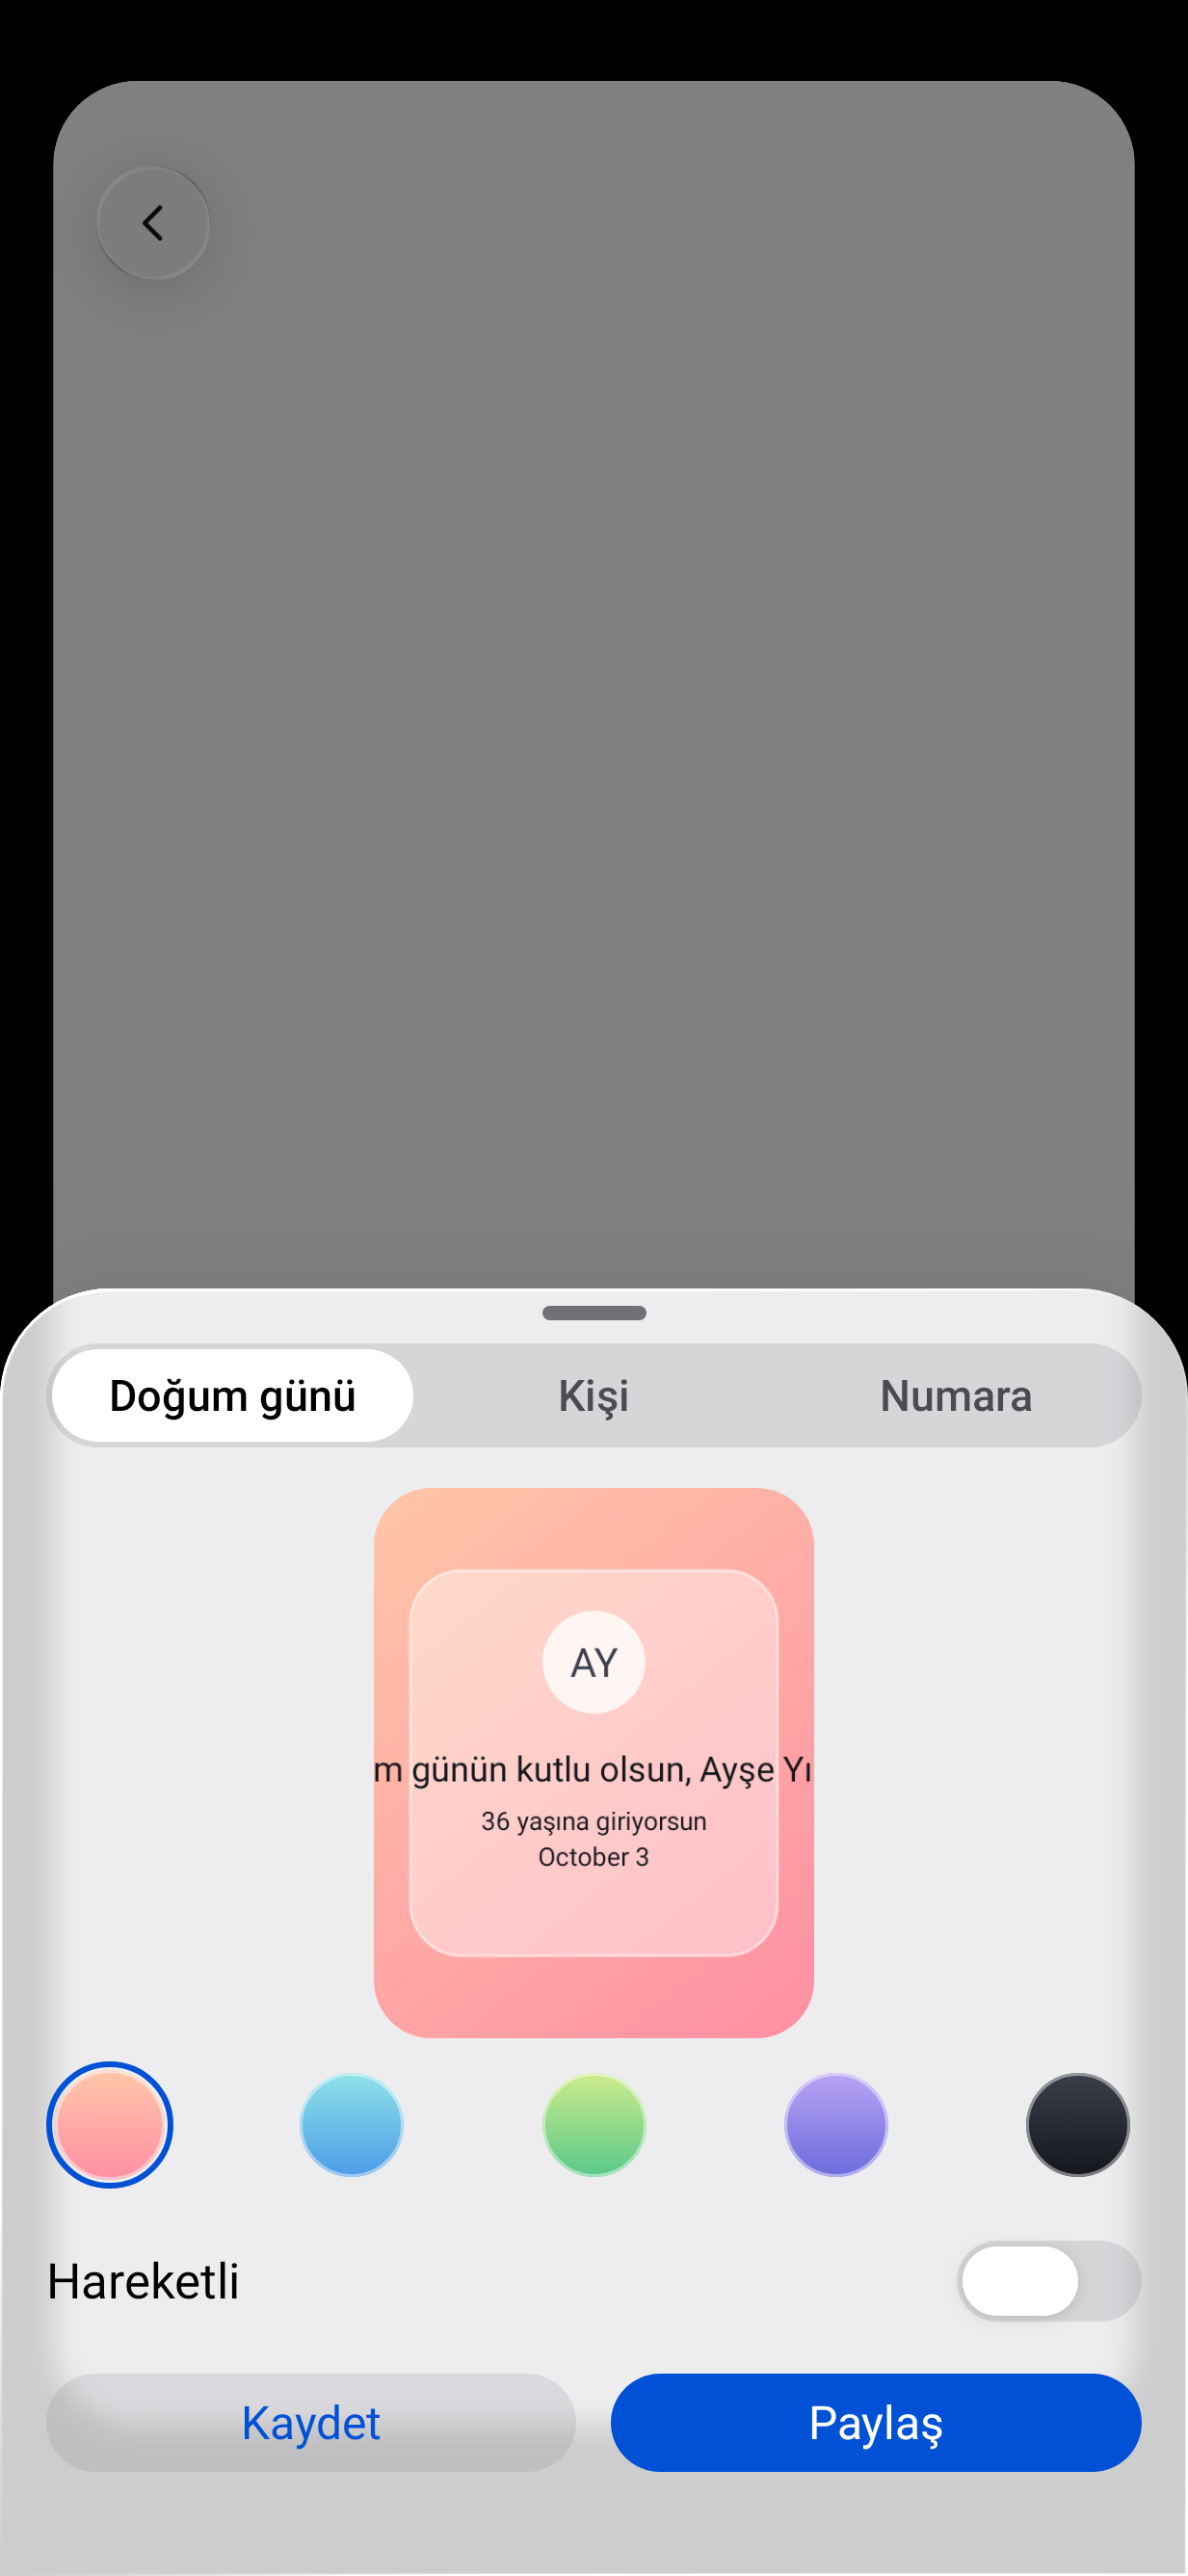 Doğum günü
Kişi
Numara
AY
m günün kutlu olsun, Ayşe Yı
36 yaşına giriyorsun
October 3
Hareketli
Kaydet
Paylaş